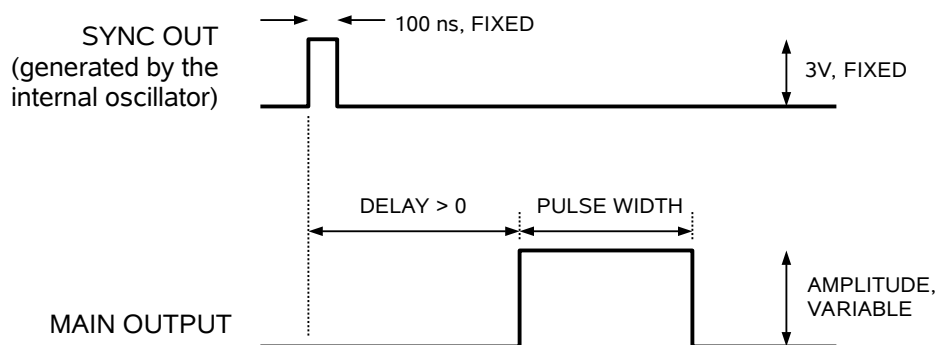 100 ns, FIXED
SYNC OUT
(generated by the
internal oscillator)
3V, FIXED
DELAY > 0
PULSE WIDTH
AMPLITUDE,
VARIABLE
MAIN OUTPUT